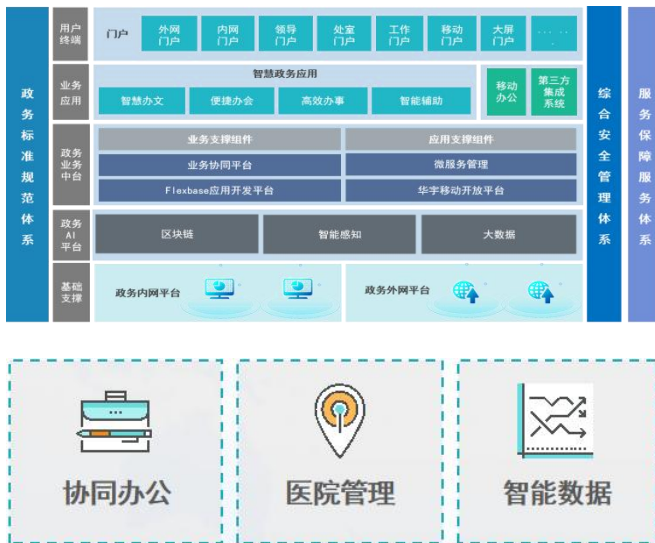 政务标准规范体系
用户终端
门户
外网门户
内网门户
领导门户
处室门户
工作门户
移动门户
大屏门户
... ...
业务应用
智慧政务应用
智慧办文
便捷办会
高效办事
智能辅助
移动办公
第三方集成系统
政务业务中台
业务支撑组件
应用支撑组件
业务协同平台
微服务管理
Flexbase应用开发平台
华宇移动开放平台
政务AI平台
区块链
智能感知
大数据
基础支撑
政务内网平台
政务外网平台
综合安全管理体系
服务保障服务体系
协同办公
医院管理
智能数据